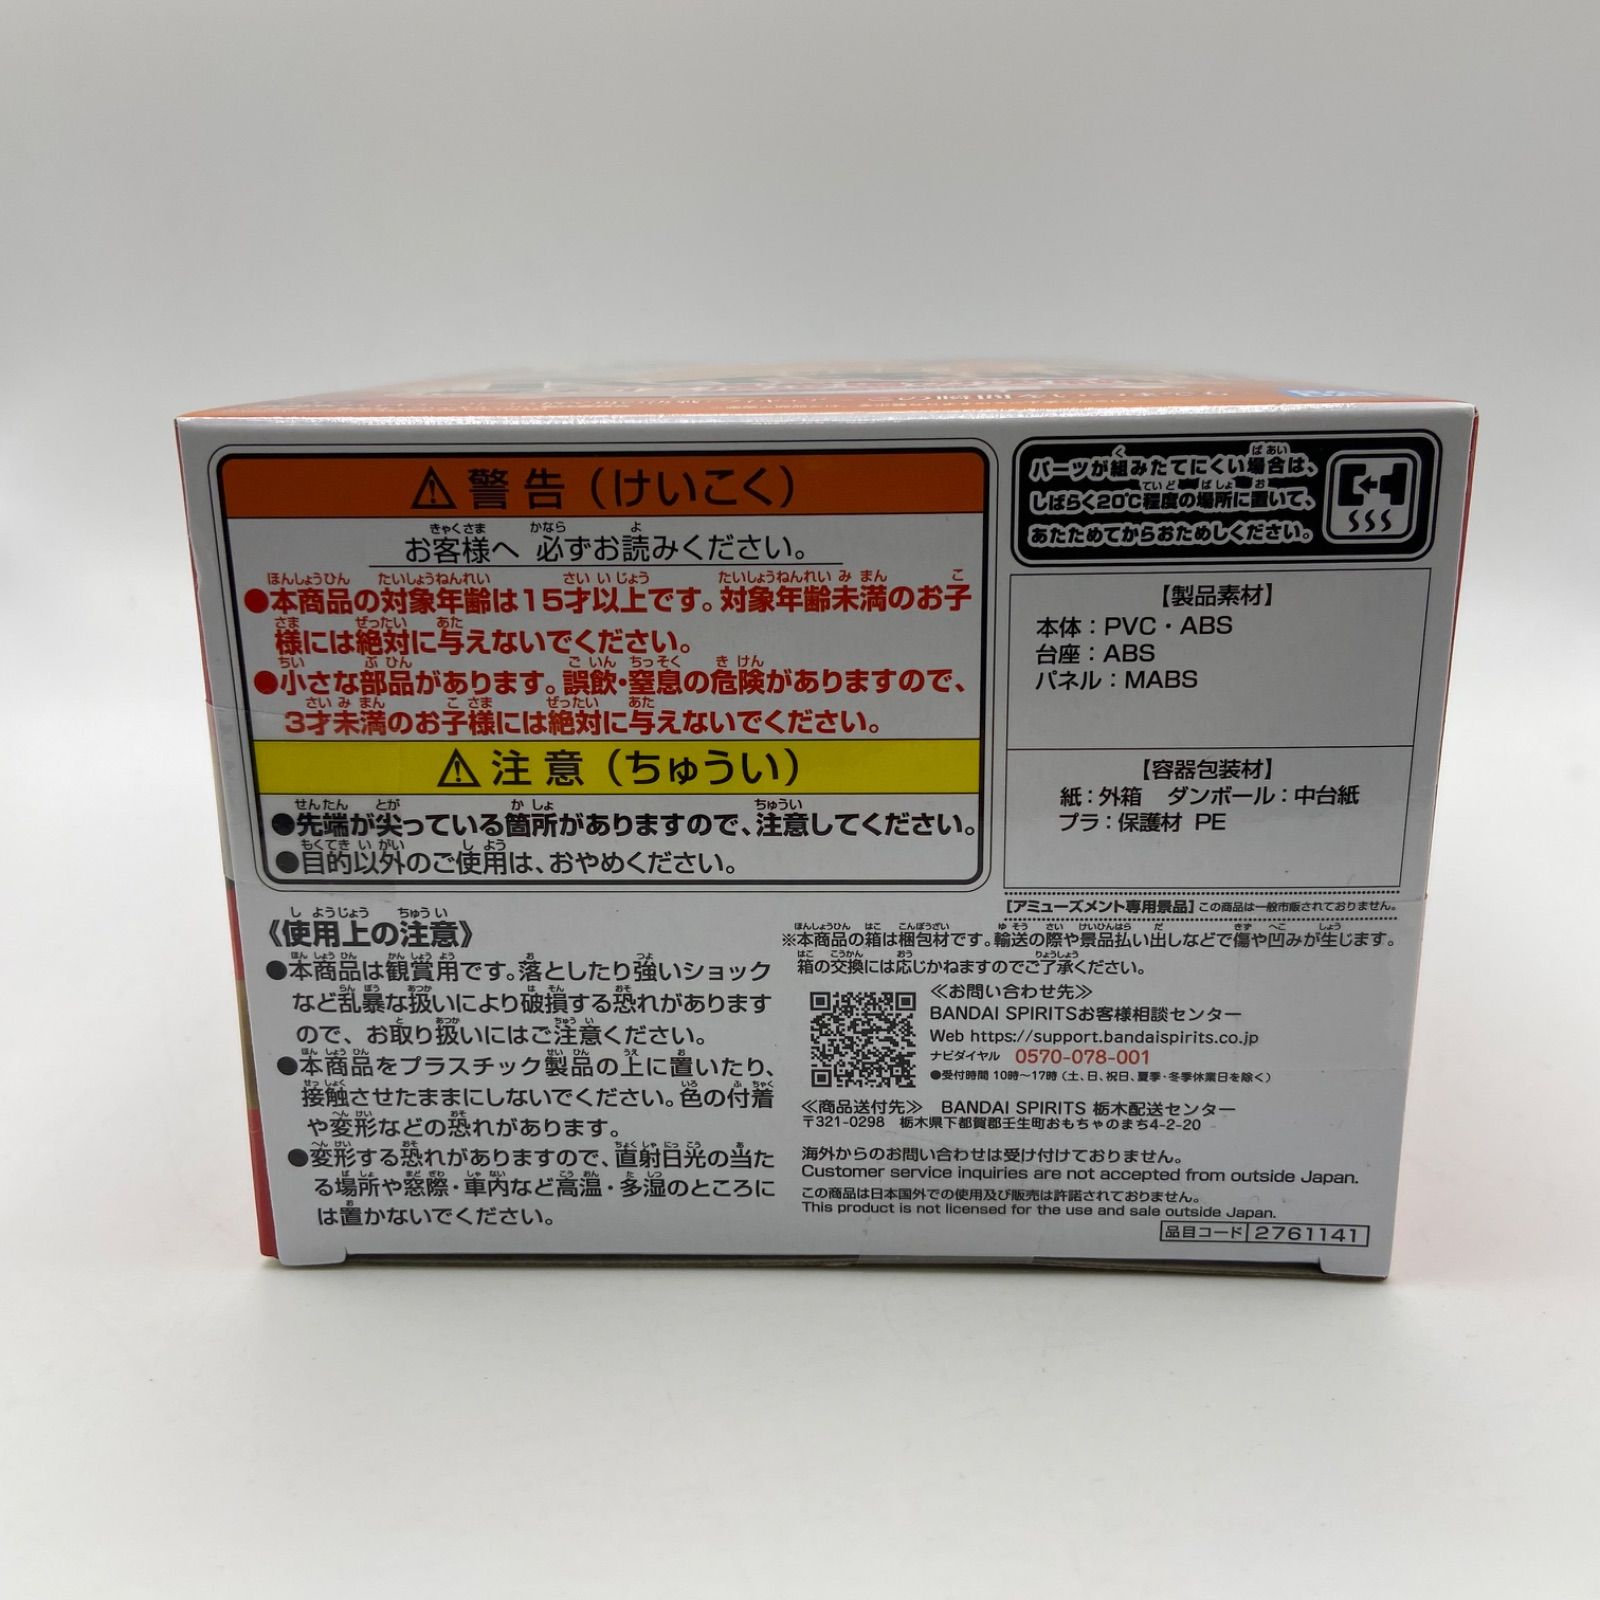 ⚠警告（けいこく）
お客様へ 必ずお読みください。
●本商品の対象年齢は15才以上です。対象年齢未満のお子
様には絶対に与えないでください。
●小さな部品があります。誤飲・窒息の危険がありますので、
3才未満のお子様には絶対に与えないでください。
⚠注意（ちゅうい）
●先端が尖っている箇所がありますので、注意してください。
●目的以外のご使用は、おやめください。
パーツが組みたてにくい場合は、
しばらく20℃程度の場所に置いて、
あたためてからおためしください。
【製品素材】
本体：PVC・ABS
台座：ABS
パネル：MABS
【容器包装材】
紙：外箱 ダンボール：中台紙
プラ：保護材 PE
【アミューズメント専用景品】この商品は一般市販されておりません。
《使用上の注意》
●本商品は観賞用です。落としたり強いショック
など乱暴な扱いにより破損する恐れがあります
ので、お取り扱いにはご注意ください。
●本商品をプラスチック製品の上に置いたり、
接触させたままにしないでください。色の付着
や変形などの恐れがあります。
●変形する恐れがありますので、直射日光の当た
る場所や窓際・車内など高温・多湿のところに
は置かないでください。
※本商品の箱は梱包材です。輸送の際や景品払い出しなどで傷や凹みが生じます。
箱の交換には応じかねますのでご了承ください。
≪お問い合わせ先≫
BANDAI SPIRITSお客様相談センター
Web https://support.bandaispirits.co.jp
ナビダイヤル 0570-078-001
●受付時間 10時～17時（土、日、祝日、夏季・冬季休業日を除く）
≪商品送付先≫ BANDAI SPIRITS 栃木配送センター
〒321-0298 栃木県下都賀郡壬生町おもちゃのまち4-2-20
海外からのお問い合わせは受け付けておりません。
Customer service inquiries are not accepted from outside Japan.
この商品は日本国外での使用及び販売は許諾されておりません。
This product is not licensed for the use and sale outside Japan.
品目コード 2761141